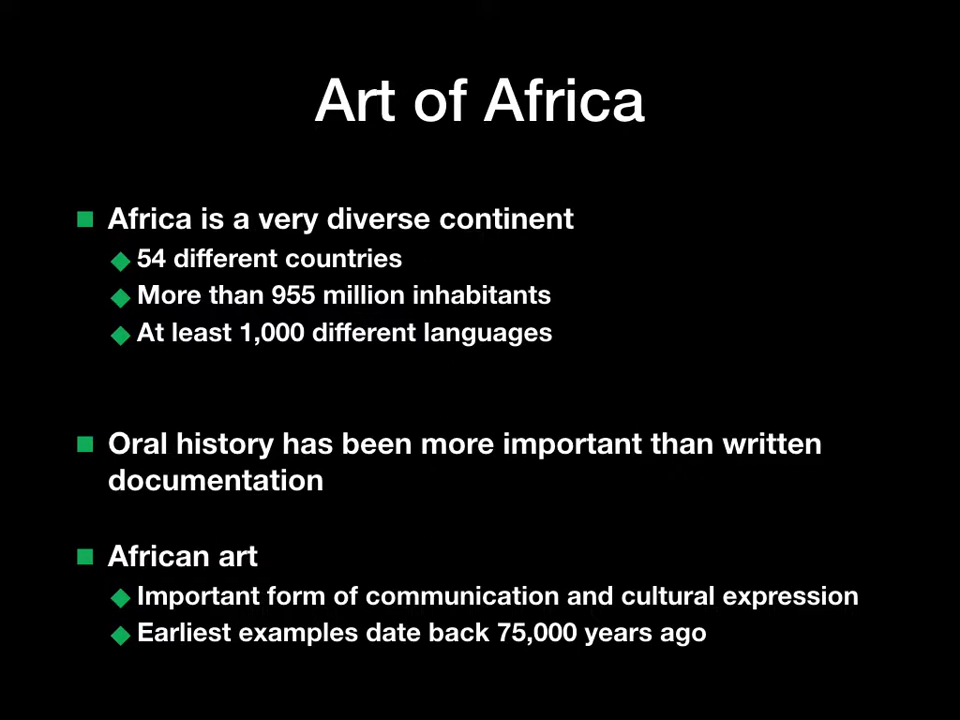 Art of Africa
Africa is a very diverse continent
54 different countries
More than 955 million inhabitants
At least 1,000 different languages
Oral history has been more important than written
documentation
African art
Important form of communication and cultural expression
Earliest examples date back 75,000 years ago